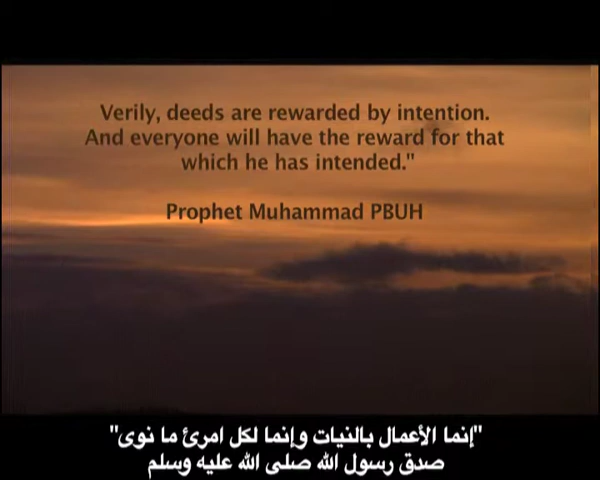 Verily, deeds are rewarded by intention.
And everyone will have the reward for that
which he has intended."
Prophet Muhammad PBUH
"إنما الأعمال بالنيات وإنما لكل امرئ ما نوى"
صدق رسول الله صلى الله عليه وسلم